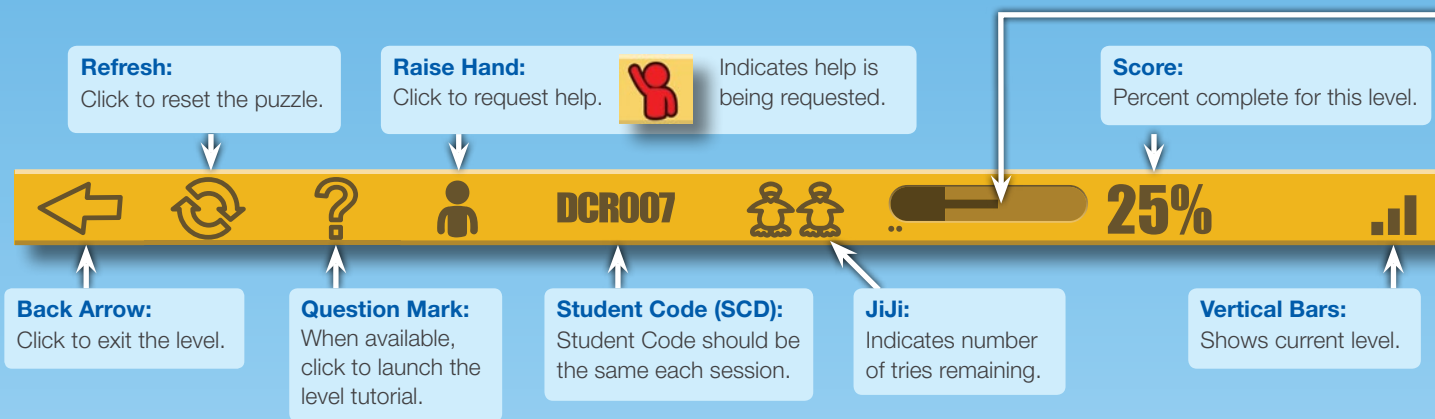 Refresh:
Click to reset the puzzle.
Raise Hand:
Click to request help.
Indicates help is
being requested.
Score:
Percent complete for this level.
DCR007
25%
Back Arrow:
Click to exit the level.
Question Mark:
When available,
click to launch the
level tutorial.
Student Code (SCD):
Student Code should be
the same each session.
JiJi:
Indicates number
of tries remaining.
Vertical Bars:
Shows current level.